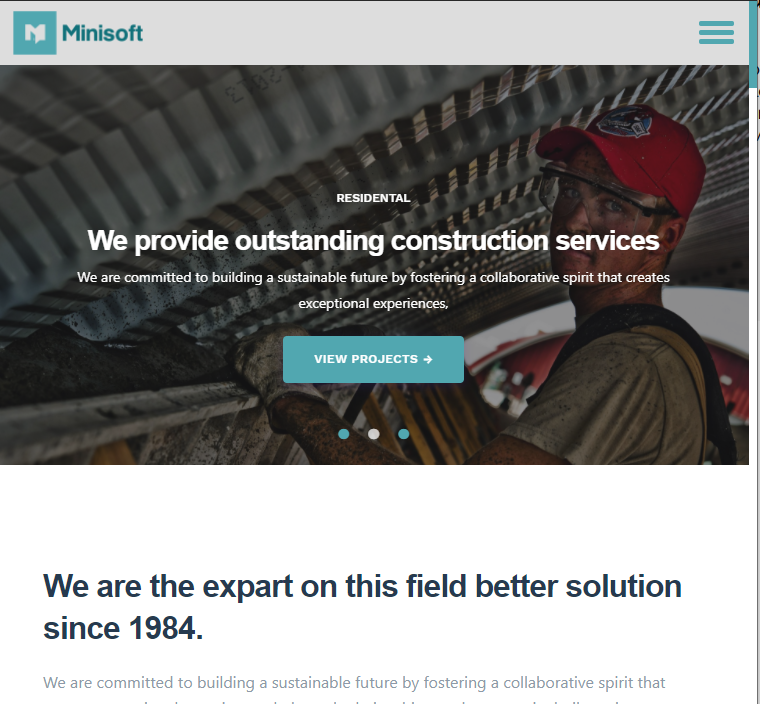 Minisoft
RESIDENTAL
We provide outstanding construction services
We are committed to building a sustainable future by fostering a collaborative spirit that creates
exceptional experiences,
VIEW PROJECTS →
We are the expart on this field better solution
since 1984.
We are committed to building a sustainable future by fostering a collaborative spirit that